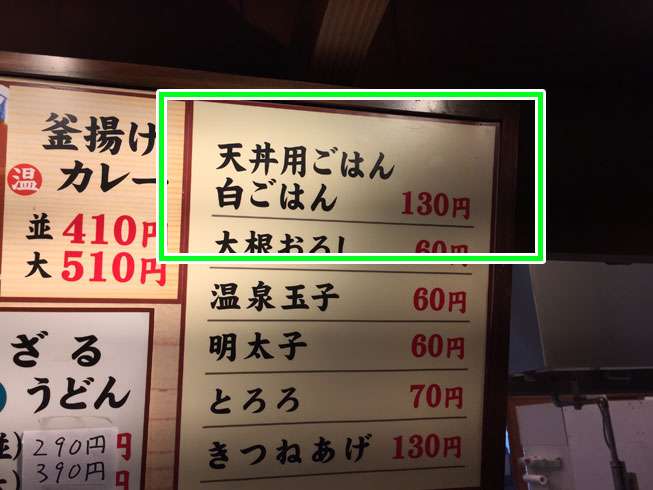 釜揚げ
温 カレー
並 410円
大 510円
ざる
うどん
並) 290円 円
390円 円
天丼用ごはん
白ごはん 130円
大根おろし 60円
温泉玉子 60円
明太子 60円
とろろ 70円
きつねあげ 130円